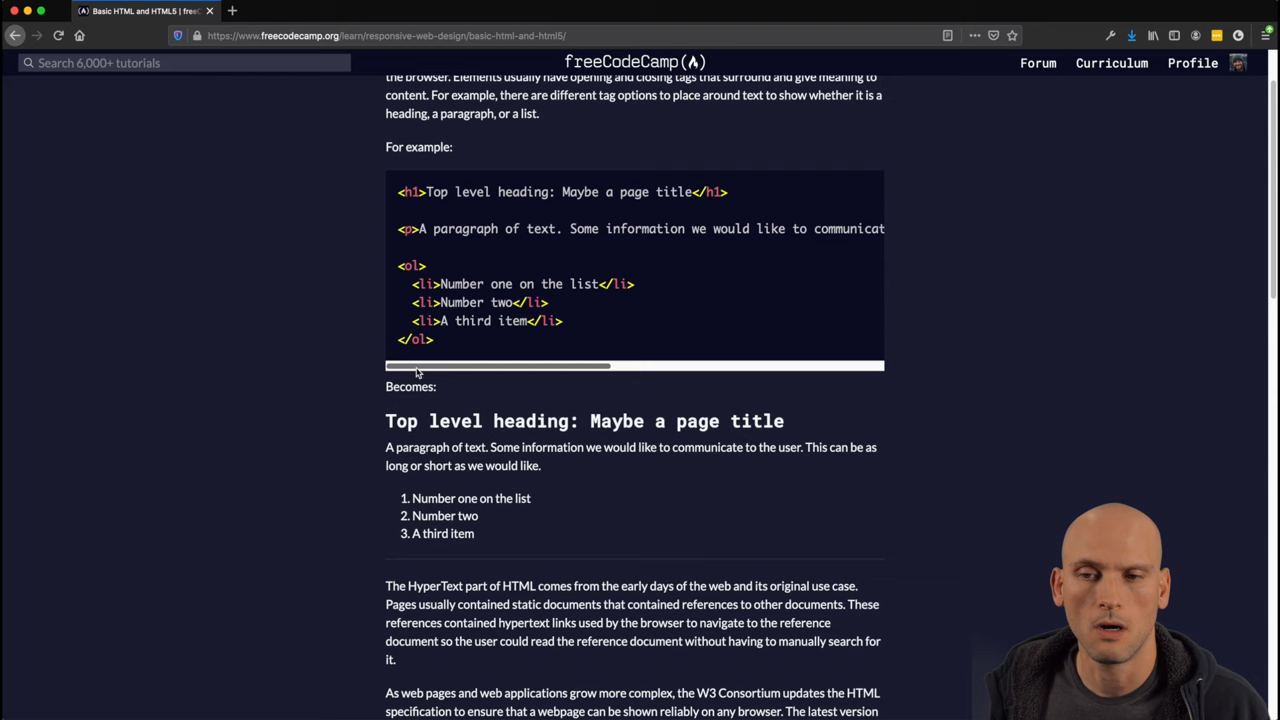 Basic HTML and HTML5 | freeC
https://www.freecodecamp.org/learn/responsive-web-design/basic-html-and-html5/
Search 6,000+ tutorials
freeCodeCamp
Forum
Curriculum
Profile
the browser. Elements usually have opening and closing tags that surround and give meaning to
content. For example, there are different tag options to place around text to show whether it is a
heading, a paragraph, or a list.
For example:
<h1>Top level heading: Maybe a page title</h1>
<p>A paragraph of text. Some information we would like to communicat
<ol>
<li>Number one on the list</li>
<li>Number two</li>
<li>A third item</li>
</ol>
Becomes:
Top level heading: Maybe a page title
A paragraph of text. Some information we would like to communicate to the user. This can be as
long or short as we would like.
1. Number one on the list
2. Number two
3. A third item
The HyperText part of HTML comes from the early days of the web and its original use case.
Pages usually contained static documents that contained references to other documents. These
references contained hypertext links used by the browser to navigate to the reference
document so the user could read the reference document without having to manually search for
it.
As web pages and web applications grow more complex, the W3 Consortium updates the HTML
specification to ensure that a webpage can be shown reliably on any browser. The latest version